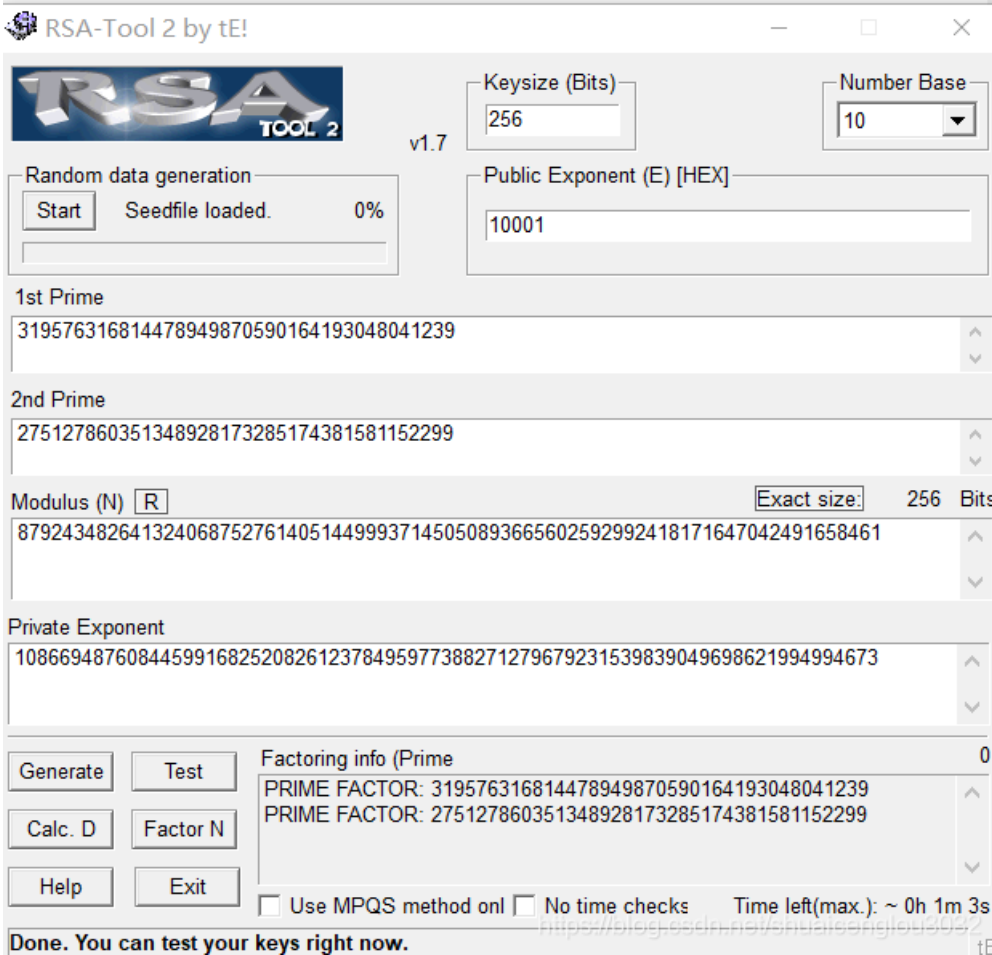 RSA-Tool 2 by tE!
RSA
TOOL 2
v1.7
Keysize (Bits)
256
Number Base
10
Random data generation
Start Seedfile loaded. 0%
Public Exponent (E) [HEX]
10001
1st Prime
319576316814478949870590164193048041239
2nd Prime
275127860351348928173285174381581152299
Modulus (N) R Exact size: 256 Bits
87924348264132406875276140514499937145050893665602592992418171647042491658461
Private Exponent
10866948760844599168252082612378495977388271279679231539839049698621994994673
Generate Test
Calc. D Factor N
Help Exit
Factoring info (Prime 0
PRIME FACTOR: 319576316814478949870590164193048041239
PRIME FACTOR: 275127860351348928173285174381581152299
Use MPQS method onl No time checks Time left(max.): ~ 0h 1m 3s
https://blog.csdn.net/shuaicenglou3032
Done. You can test your keys right now. tE